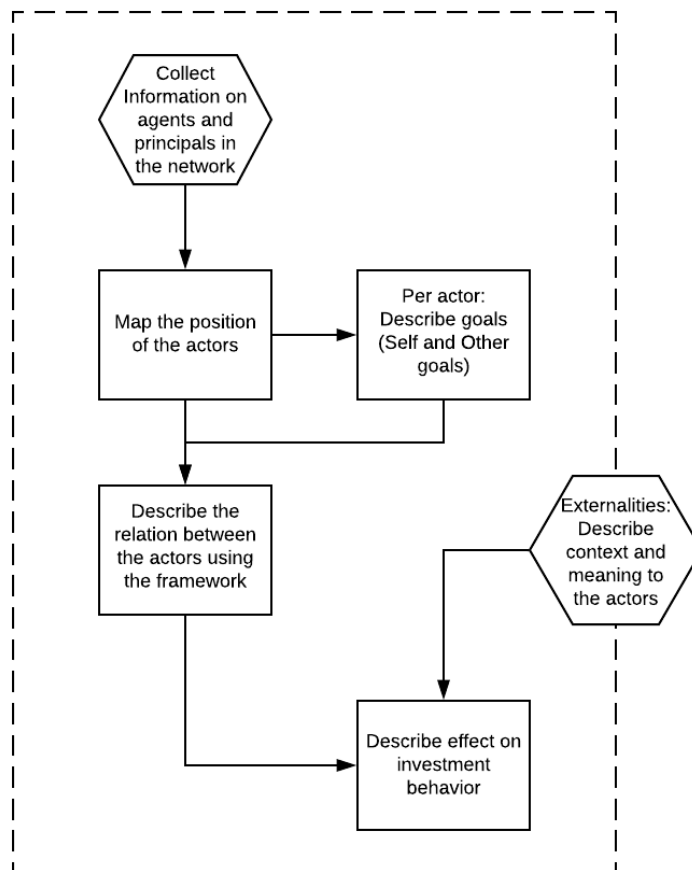 Collect
Information on
agents and
principals in
the network
Map the position
of the actors
Per actor:
Describe goals
(Self and Other
goals)
Describe the
relation between
the actors using
the framework
Externalities:
Describe
context and
meaning to
the actors
Describe effect on
investment
behavior